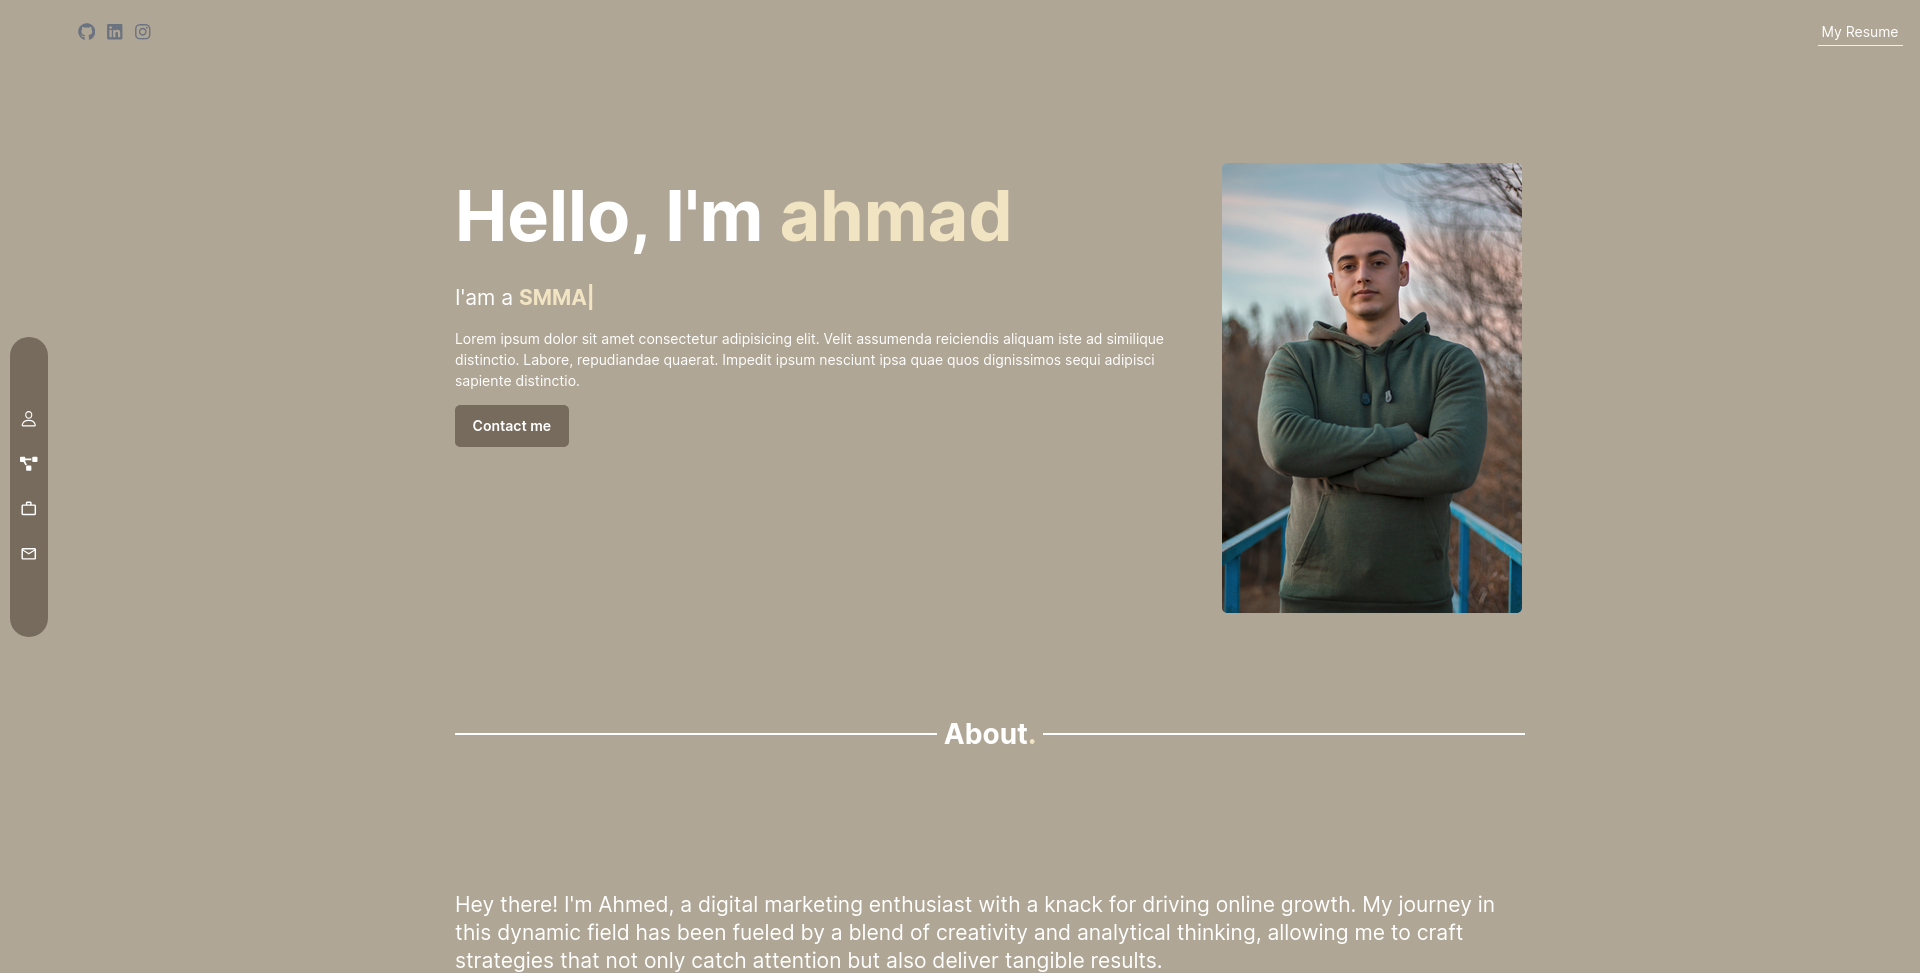 My Resume
Hello, I'm ahmad
I'am a SMMA|
Lorem ipsum dolor sit amet consectetur adipisicing elit. Velit assumenda reiciendis aliquam iste ad similique
distinctio. Labore, repudiandae quaerat. Impedit ipsum nesciunt ipsa quae quos dignissimos sequi adipisci
sapiente distinctio.
Contact me
About.
Hey there! I'm Ahmed, a digital marketing enthusiast with a knack for driving online growth. My journey in
this dynamic field has been fueled by a blend of creativity and analytical thinking, allowing me to craft
strategies that not only catch attention but also deliver tangible results.